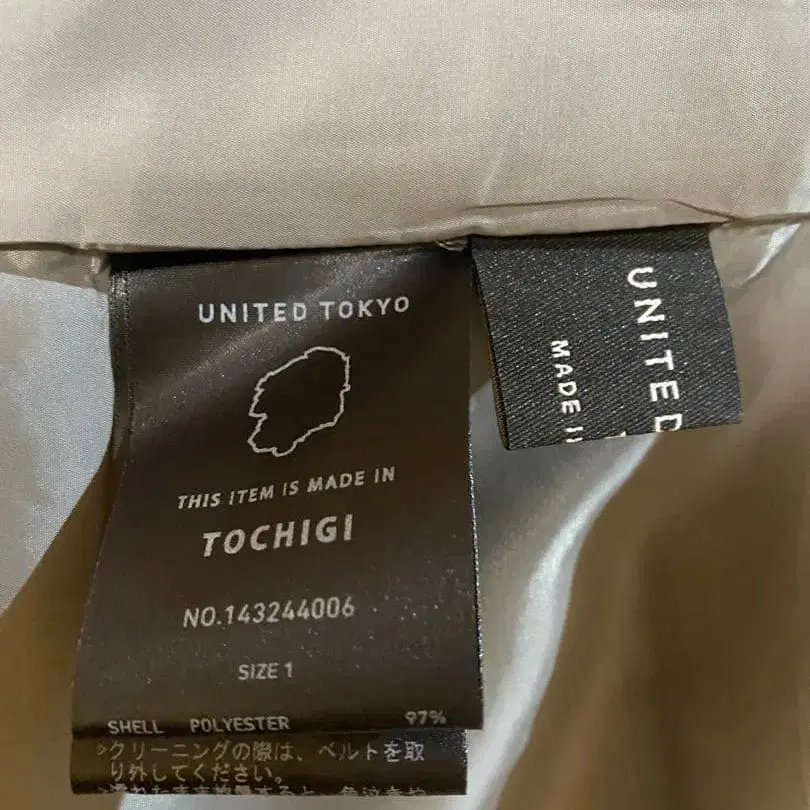 UNITED TOKYO
THIS ITEM IS MADE IN
TOCHIGI
NO.143244006
SIZE 1
SHELL POLYESTER 97%
◇クリーニングの際は、ベルトを取
り外してください。
UNITED
MADE